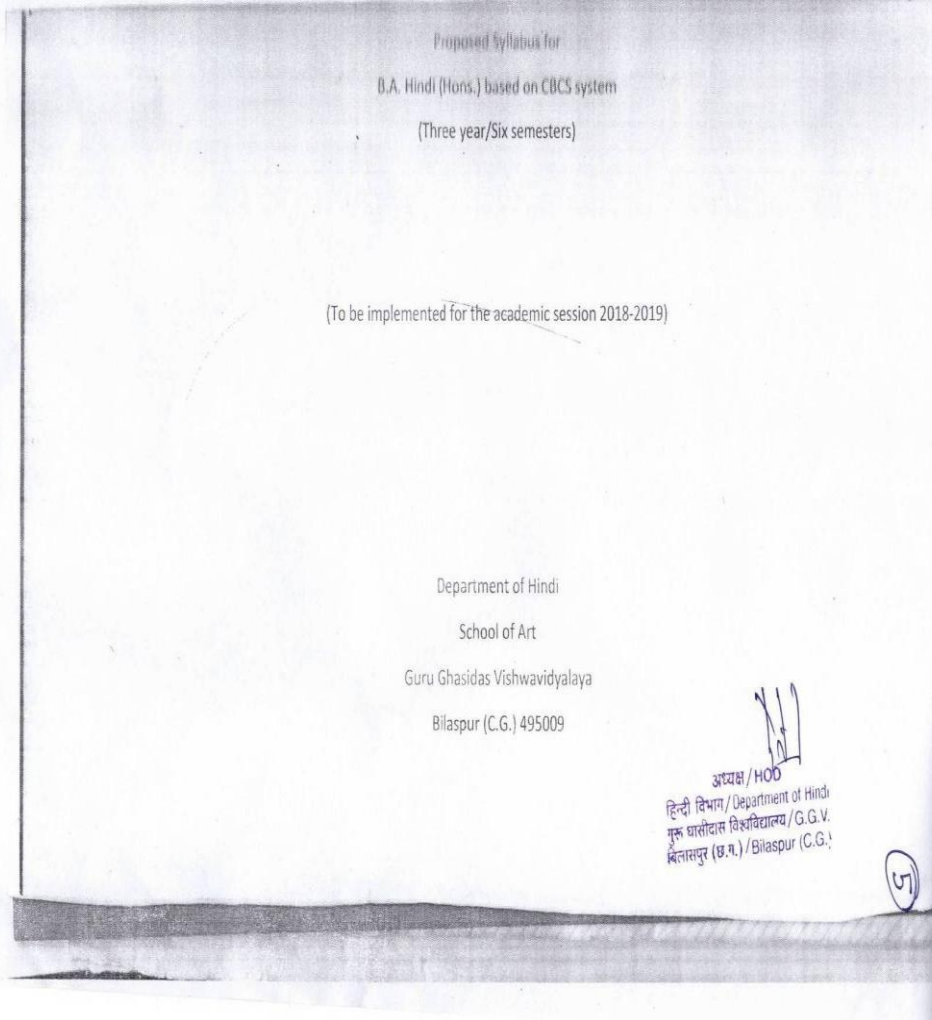 Proposed Syllabus for
B.A. Hindi (Hons.) based on CBCS system
(Three year/Six semesters)
(To be implemented for the academic session 2018-2019)
Department of Hindi
School of Art
Guru Ghasidas Vishwavidyalaya
Bilaspur (C.G.) 495009
अध्यक्ष/HOD
हिन्दी विभाग/Department of Hindi
गुरू घासीदास विश्वविद्यालय/G.G.V.
बिलासपुर (छ.ग.)/Bilaspur (C.G.)
5